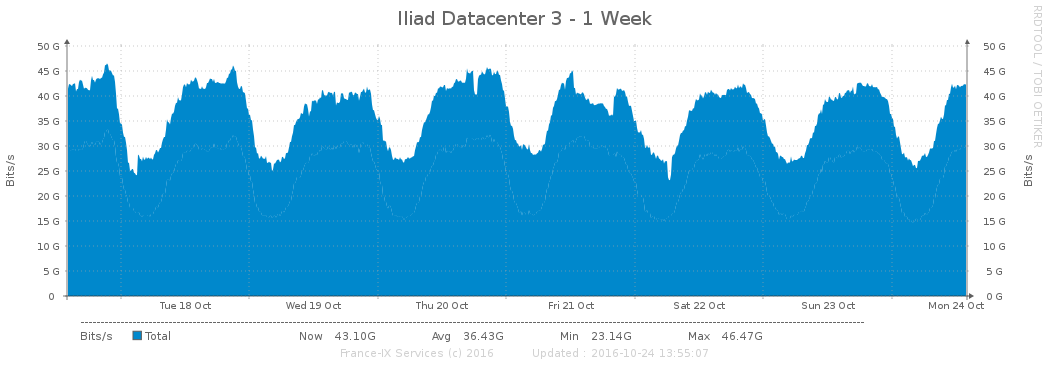 Iliad Datacenter 3 - 1 Week
RRDTOOL / TOBI OETIKER
Bits/s
50 G 50 G
45 G 45 G
40 G 40 G
35 G 35 G
30 G 30 G
25 G 25 G
20 G 20 G
15 G 15 G
10 G 10 G
5 G 5 G
0 0 G
Bits/s
Tue 18 Oct Wed 19 Oct Thu 20 Oct Fri 21 Oct Sat 22 Oct Sun 23 Oct Mon 24 Oct
Bits/s Total Now 43.10G Avg 36.43G Min 23.14G Max 46.47G
France-IX Services (c) 2016 Updated : 2016-10-24 13:55:07